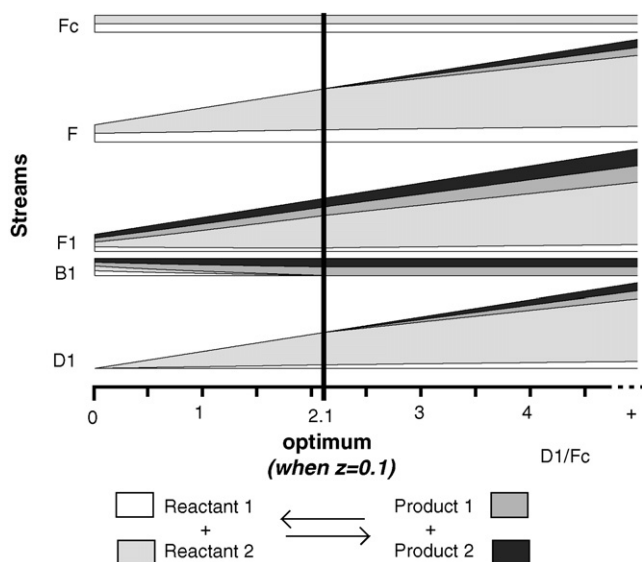 Fc
F
Streams
F1
B1
D1
0 1 2.1 3 4 +
optimum
(when z=0.1)
D1/Fc
Reactant 1 Product 1
+ +
Reactant 2 Product 2